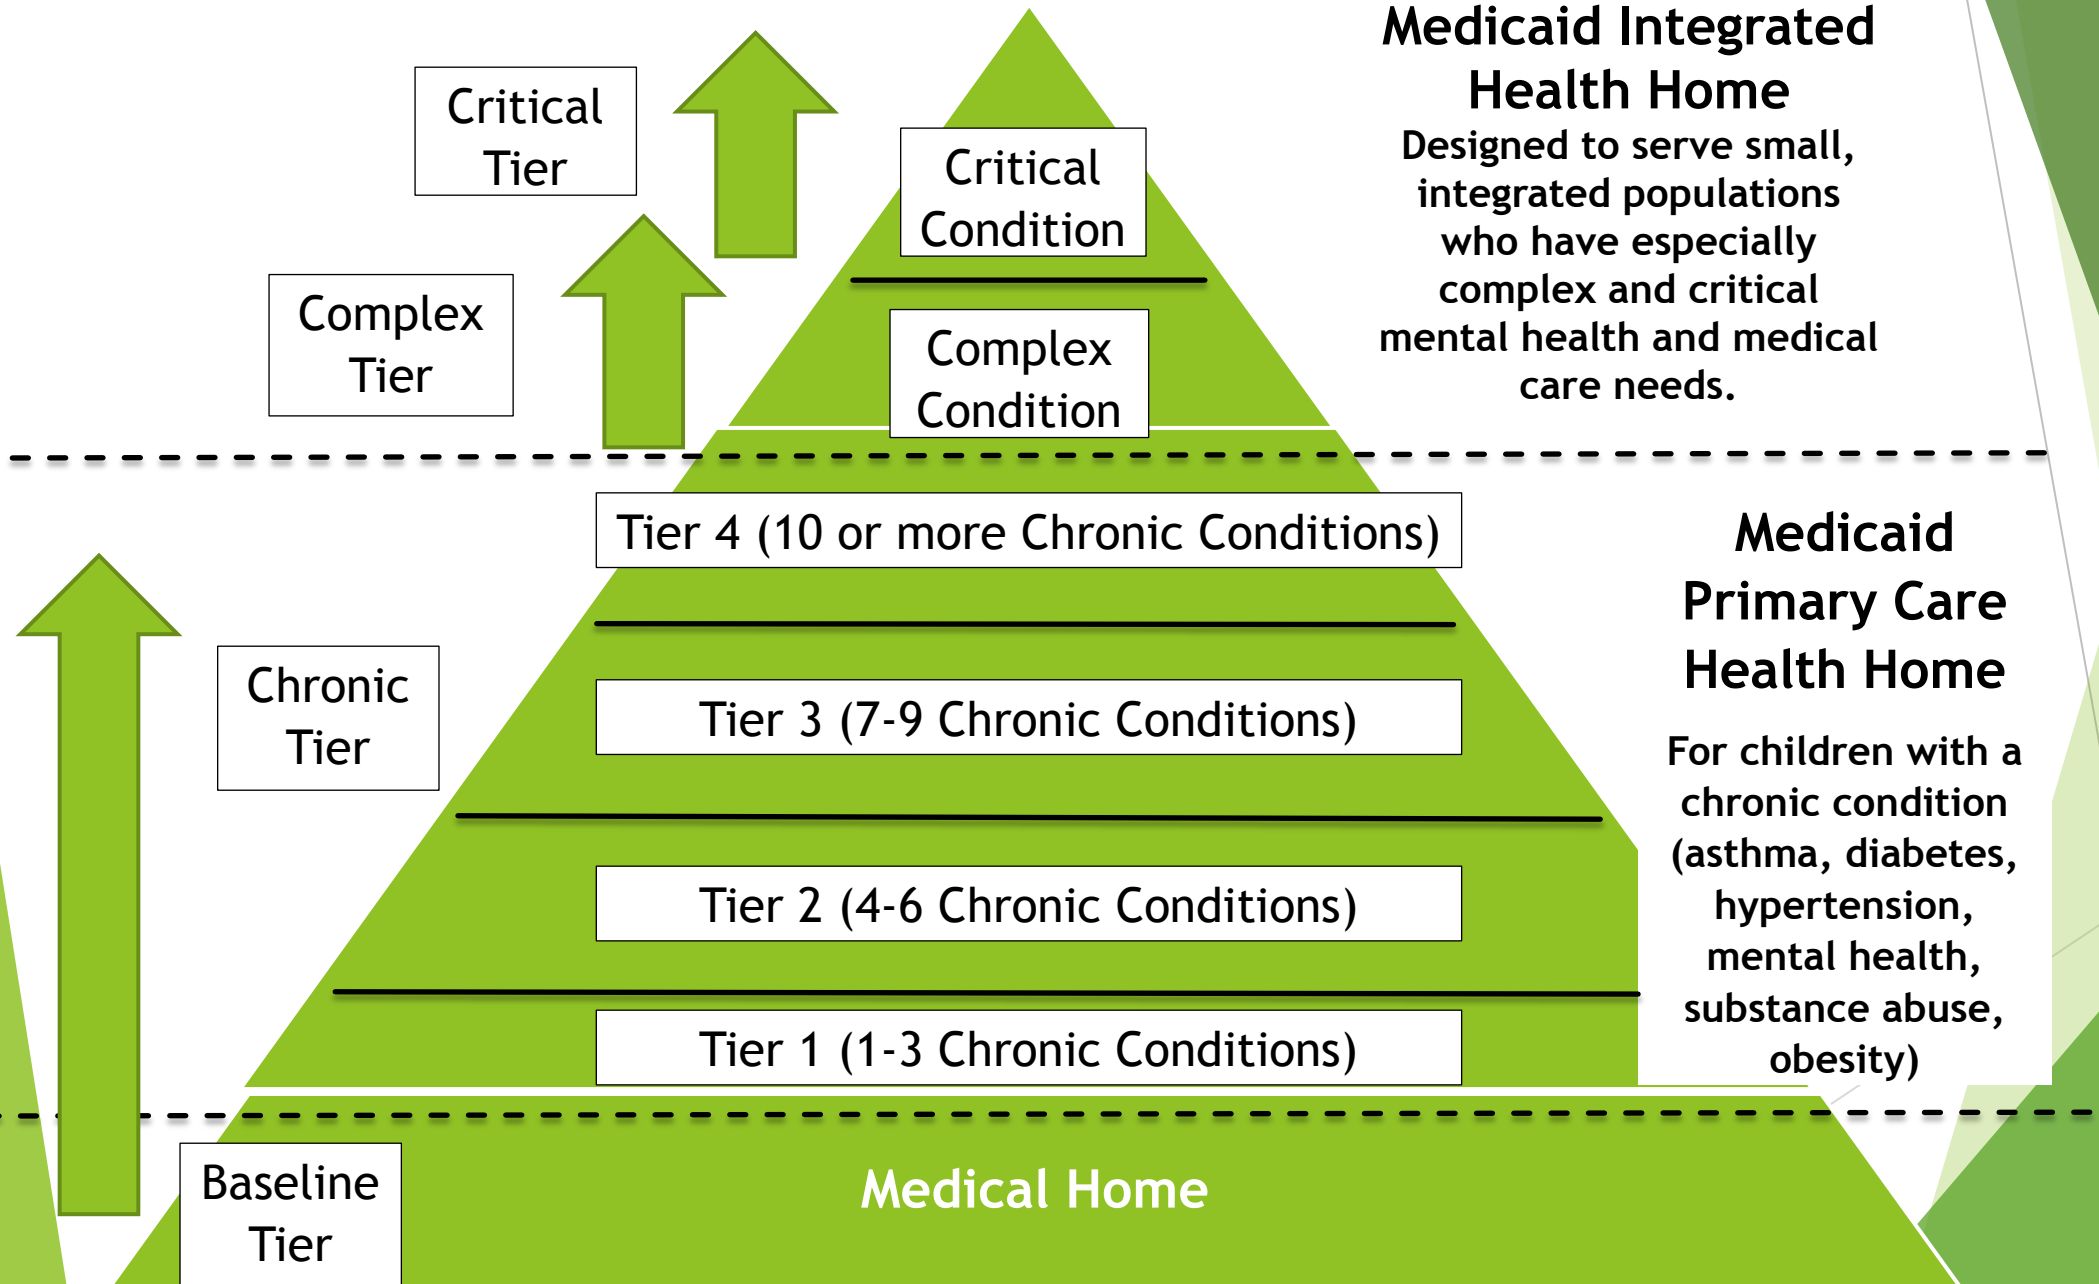 Medicaid Integrated
Health Home
Designed to serve small,
integrated populations
who have especially
complex and critical
mental health and medical
care needs.
Critical
Tier
Critical
Condition
Complex
Tier
Complex
Condition
Tier 4 (10 or more Chronic Conditions)
Chronic
Tier
Tier 3 (7-9 Chronic Conditions)
Tier 2 (4-6 Chronic Conditions)
Tier 1 (1-3 Chronic Conditions)
Medicaid
Primary Care
Health Home
For children with a
chronic condition
(asthma, diabetes,
hypertension,
mental health,
substance abuse,
obesity)
Baseline
Tier
Medical Home